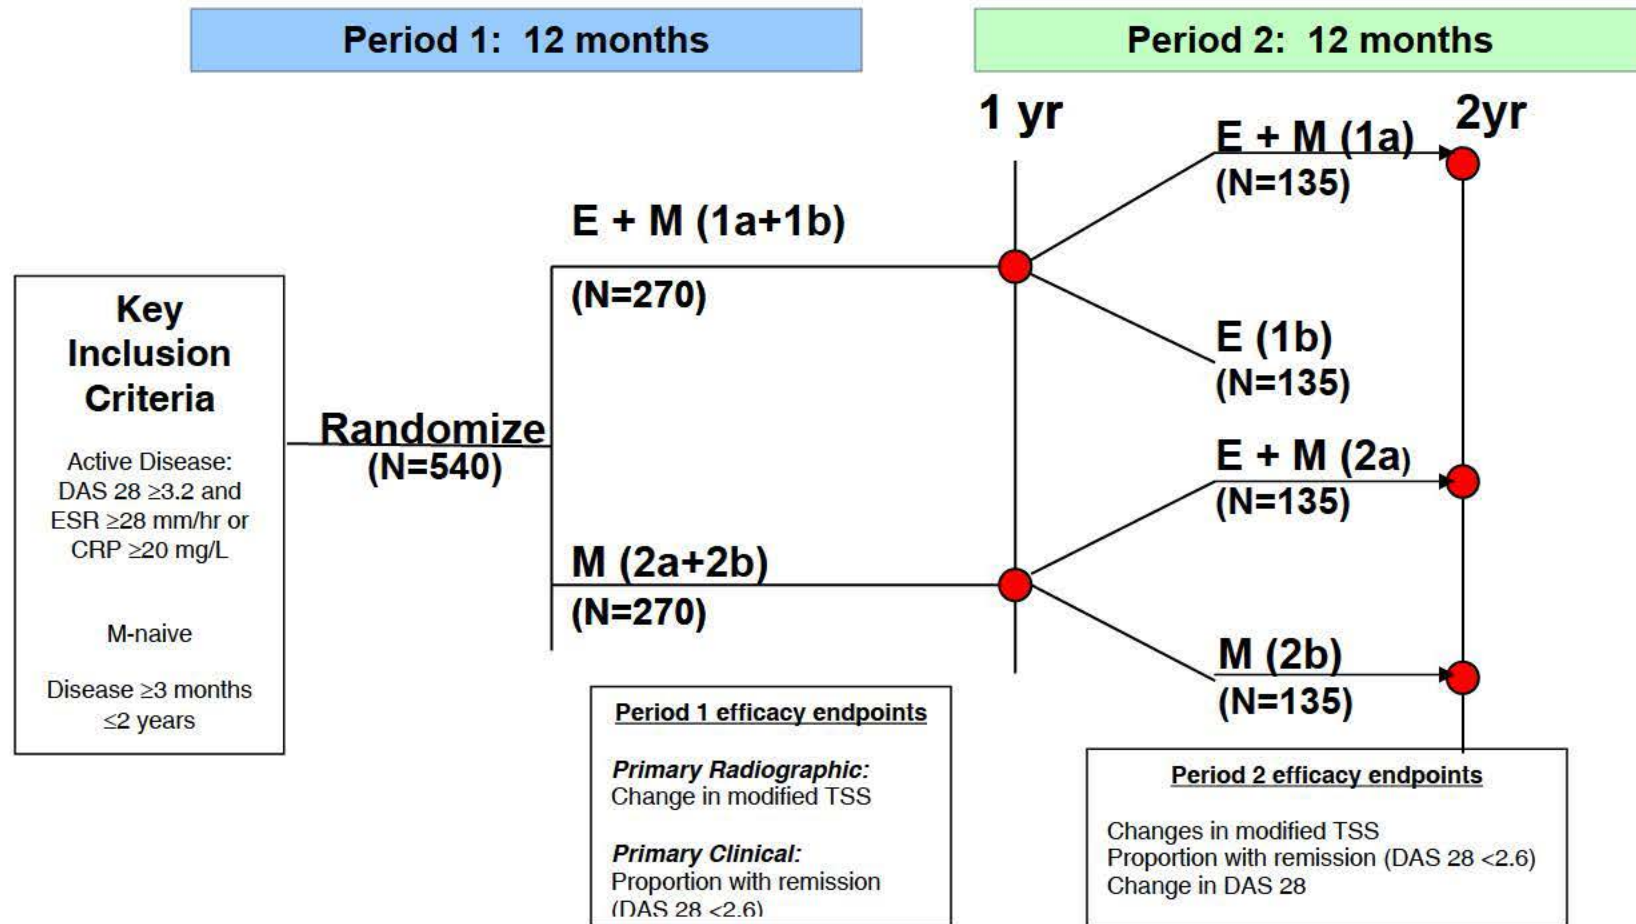 Period 1: 12 months
Period 2: 12 months
1 yr
2yr
E + M (1a)
(N=135)
E + M (1a+1b)
(N=270)
Key
Inclusion
Criteria
Active Disease:
DAS 28 ≥3.2 and
ESR ≥28 mm/hr or
CRP ≥20 mg/L
M-naive
Disease ≥3 months
≤2 years
Randomize
(N=540)
E (1b)
(N=135)
E + M (2a)
(N=135)
M (2a+2b)
(N=270)
M (2b)
(N=135)
Period 1 efficacy endpoints
Primary Radiographic:
Change in modified TSS
Primary Clinical:
Proportion with remission
(DAS 28 <2.6)
Period 2 efficacy endpoints
Changes in modified TSS
Proportion with remission (DAS 28 <2.6)
Change in DAS 28